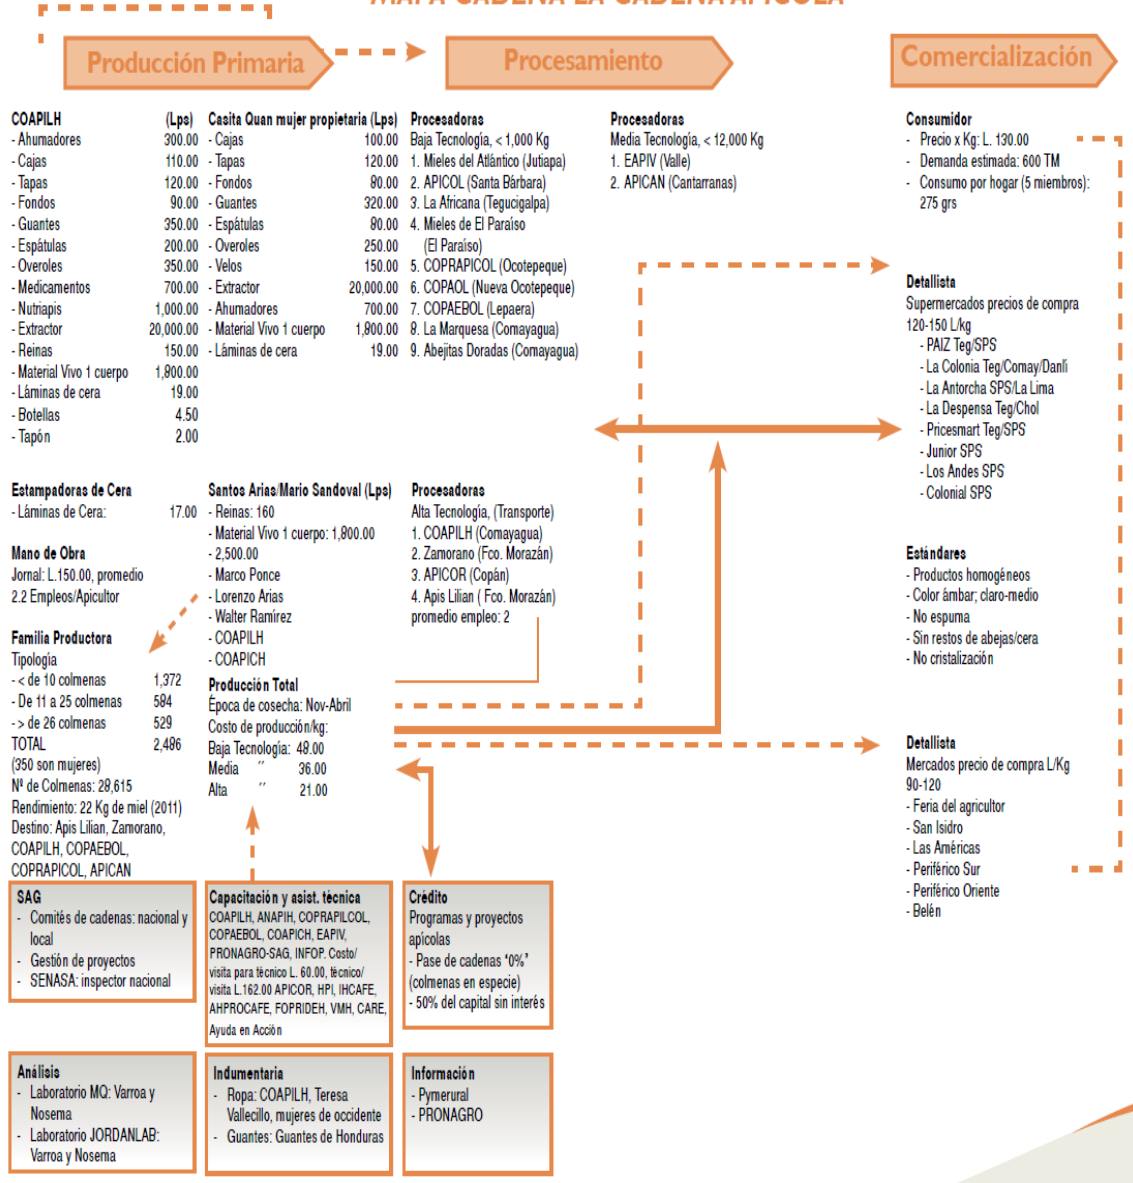 MAPA CADENA LA CADENA APÍCOLA
Producción Primaria
Procesamiento
Comercialización
COAPILH (Lps)
- Ahumadores 300.00
- Cajas 110.00
- Tapas 120.00
- Fondos 90.00
- Guantes 350.00
- Espátulas 200.00
- Overoles 350.00
- Medicamentos 700.00
- Nutriapis 1,000.00
- Extractor 20,000.00
- Reinas 150.00
- Material Vivo 1 cuerpo 1,800.00
- Láminas de cera 19.00
- Botellas 4.50
- Tapón 2.00
Casita Quan mujer propietaria (Lps)
- Cajas 100.00
- Tapas 120.00
- Fondos 80.00
- Guantes 320.00
- Espátulas 80.00
- Overoles 250.00
- Velos 150.00
- Extractor 20,000.00
- Ahumadores 700.00
- Material Vivo 1 cuerpo 1,800.00
- Láminas de cera 19.00
Procesadoras
Baja Tecnología, < 1,000 Kg
1. Mieles del Atlántico (Jutiapa)
2. APICOL (Santa Bárbara)
3. La Africana (Tegucigalpa)
4. Mieles de El Paraíso
(El Paraíso)
5. COPRAPICOL (Ocotepeque)
6. COPAOL (Nueva Ocotepeque)
7. COPAEBOL (Lepaera)
8. La Marquesa (Comayagua)
9. Abejitas Doradas (Comayagua)
Procesadoras
Media Tecnología, < 12,000 Kg
1. EAPIV (Valle)
2. APICAN (Cantarranas)
Consumidor
- Precio x Kg: L. 130.00
- Demanda estimada: 600 TM
- Consumo por hogar (5 miembros):
275 grs
Detallista
Supermercados precios de compra
120-150 L/kg
- PAIZ Teg/SPS
- La Colonia Teg/Comay/Danlí
- La Antorcha SPS/La Lima
- La Despensa Teg/Chol
- Pricesmart Teg/SPS
- Junior SPS
- Los Andes SPS
- Colonial SPS
Estampadoras de Cera
- Láminas de Cera: 17.00
Mano de Obra
Jornal: L.150.00, promedio
2.2 Empleos/Apicultor
Familia Productora
Tipología
- < de 10 colmenas 1,372
- De 11 a 25 colmenas 584
- > de 26 colmenas 529
TOTAL 2,486
(350 son mujeres)
Nº de Colmenas: 28,615
Rendimiento: 22 Kg de miel (2011)
Destino: Apis Lilian, Zamorano,
COAPILH, COPAEBOL,
COPRAPICOL, APICAN
Santos Arias/Mario Sandoval (Lps)
- Reinas: 160
- Material Vivo 1 cuerpo: 1,800.00
- 2,500.00
- Marco Ponce
- Lorenzo Arias
- Walter Ramírez
- COAPILH
- COAPICH
Producción Total
Época de cosecha: Nov-Abril
Costo de producción/kg:
Baja Tecnología: 48.00
Media ″ 36.00
Alta ″ 21.00
Procesadoras
Alta Tecnología, (Transporte)
1. COAPILH (Comayagua)
2. Zamorano (Fco. Morazán)
3. APICOR (Copán)
4. Apis Lilian ( Fco. Morazán)
promedio empleo: 2
Estándares
- Productos homogéneos
- Color ámbar; claro-medio
- No espuma
- Sin restos de abejas/cera
- No cristalización
Detallista
Mercados precio de compra L/Kg
90-120
- Feria del agricultor
- San Isidro
- Las Américas
- Periférico Sur
- Periférico Oriente
- Belén
SAG
- Comités de cadenas: nacional y
local
- Gestión de proyectos
- SENASA: inspector nacional
Capacitación y asist. técnica
COAPILH, ANAPIH, COPRAPILCOL,
COPAEBOL, COAPICH, EAPIV,
PRONAGRO-SAG, INFOP. Costo/
visita para técnico L. 60.00, técnico/
visita L.162.00 APICOR, HPI, IHCAFE,
AHPROCAFE, FOPRIDEH, VMH, CARE,
Ayuda en Acción
Crédito
Programas y proyectos
apícolas
- Pase de cadenas "0%"
(colmenas en especie)
- 50% del capital sin interés
Análisis
- Laboratorio MQ: Varroa y
Nosema
- Laboratorio JORDANLAB:
Varroa y Nosema
Indumentaria
- Ropa: COAPILH, Teresa
Vallecillo, mujeres de occidente
- Guantes: Guantes de Honduras
Información
- Pymerural
- PRONAGRO